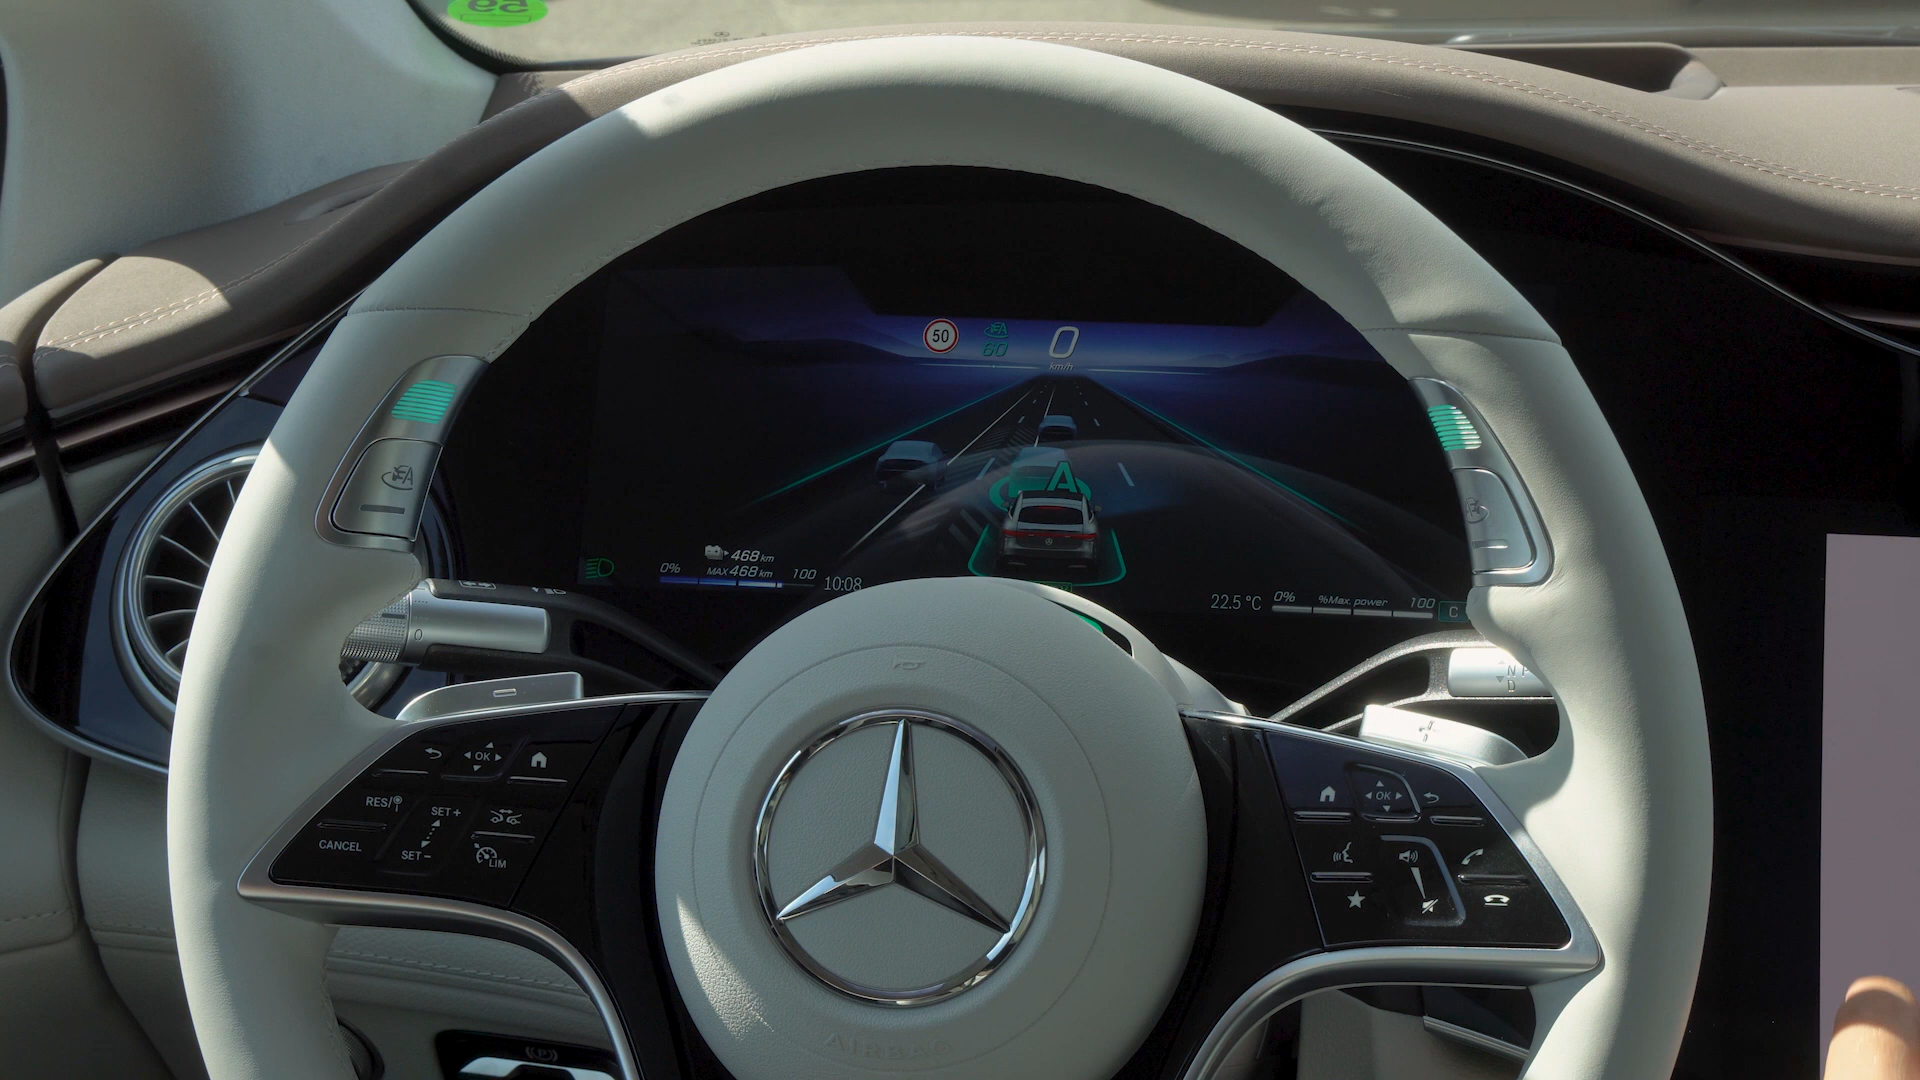 50
A
60
0
km/h
A
A
468 km
0% MAX 468 km 100
10:08
22.5 °C
0% %Max. power 100
C
0
N P
D
OK
RES/
SET +
CANCEL
SET −
LIM
OK
AIRBAG
(P)